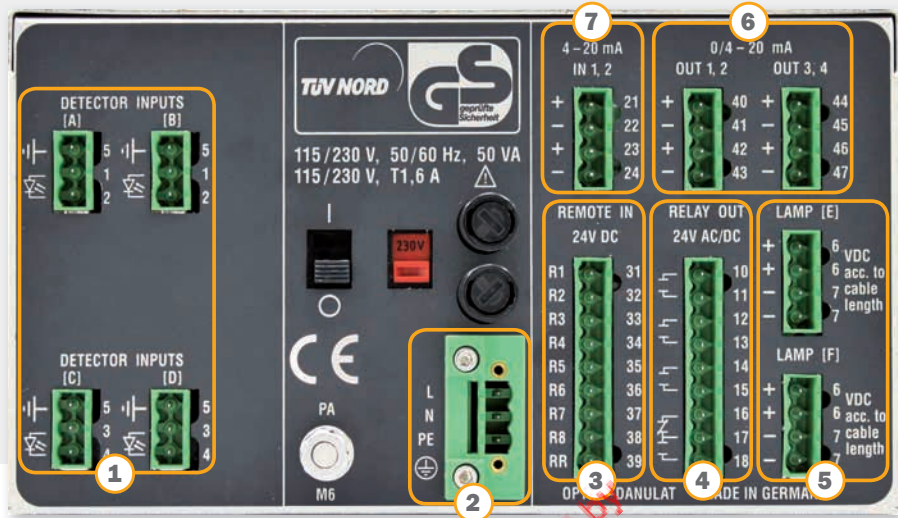 DETECTOR INPUTS
[A] [B]
5 5
1 1
2 2
DETECTOR INPUTS
[C] [D]
5 5
3 3
4 4
1
TÜV NORD
GS
geprüfte
Sicherheit
115/230 V, 50/60 Hz, 50 VA
115/230 V, T1,6 A
I
230V
O
CE
PA
M6
L
N
PE
2
7
4–20 mA
IN 1, 2
+ 21
− 22
+ 23
− 24
6
0/4–20 mA
OUT 1, 2 OUT 3, 4
+ 40 + 44
− 41 − 45
+ 42 + 46
− 43 − 47
REMOTE IN
24V DC
R1 31
R2 32
R3 33
R4 34
R5 35
R6 36
R7 37
R8 38
RR 39
3
RELAY OUT
24V AC/DC
10
11
12
13
14
15
16
17
18
4
LAMP [E]
+ 6 VDC
+ 6 acc. to
− 7 cable
− 7 length
LAMP [F]
+ 6 VDC
+ 6 acc. to
− 7 cable
− 7 length
5
by